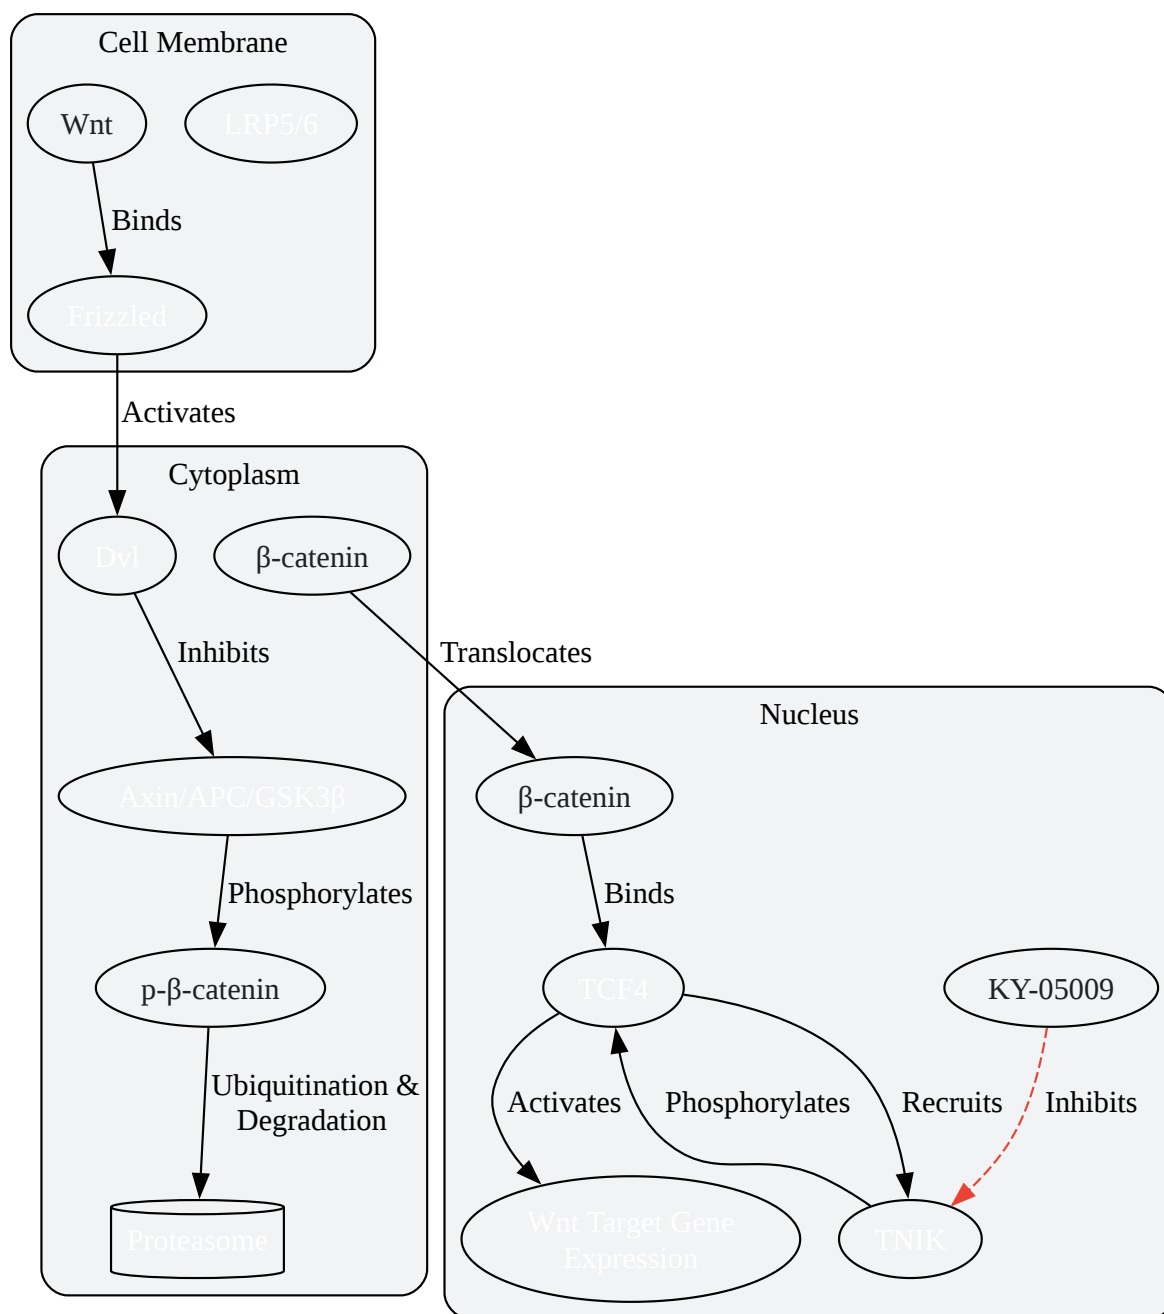 Cell Membrane
Wnt
LRP5/6
Binds
Frizzled
Activates
Cytoplasm
Dvl
β-catenin
Inhibits
Translocates
Nucleus
Axin/APC/GSK3β
β-catenin
Phosphorylates
Binds
p-β-catenin
TCF4
KY-05009
Ubiquitination &
Degradation
Activates
Phosphorylates
Recruits
Inhibits
Proteasome
Wnt Target Gene
Expression
TNIK